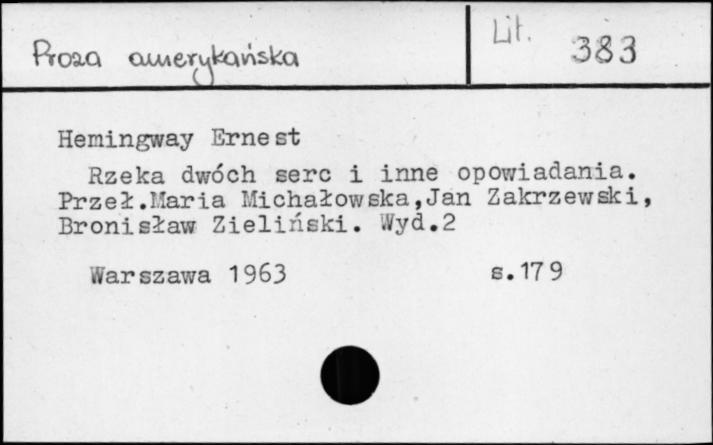 Proza amerykańska
Lit. 383
Hemingway Ernest
Rzeka dwóch serc i inne opowiadania.
Przeł.Maria Michałowska,Jan Zakrzewski,
Bronisław Zieliński. Wyd.2
Warszawa 1963 s.179